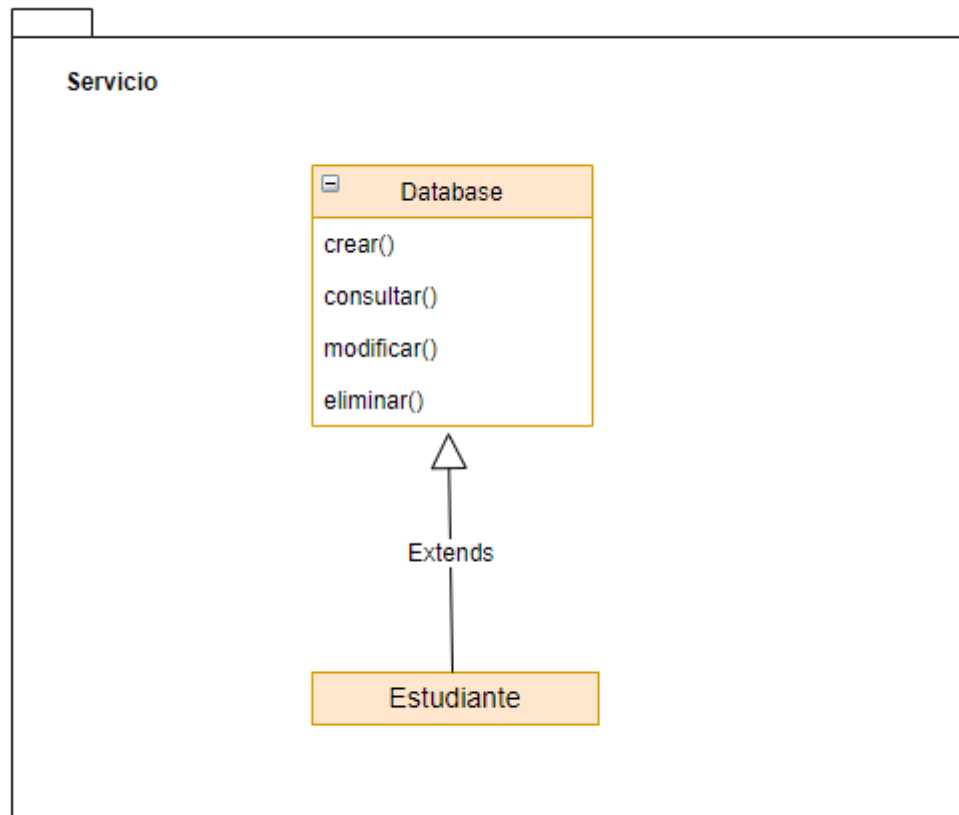 Servicio
Database
crear()
consultar()
modificar()
eliminar()
Extends
Estudiante